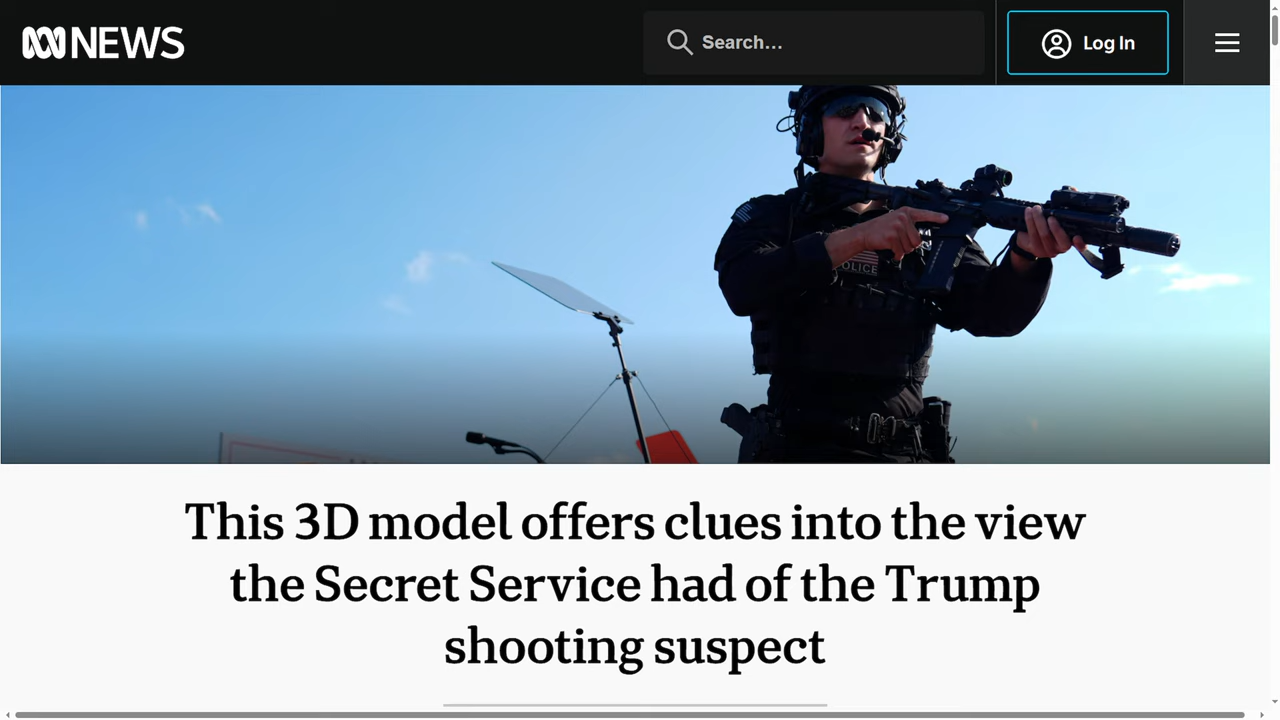 NEWS
Search...
Log In
POLICE
This 3D model offers clues into the view
the Secret Service had of the Trump
shooting suspect